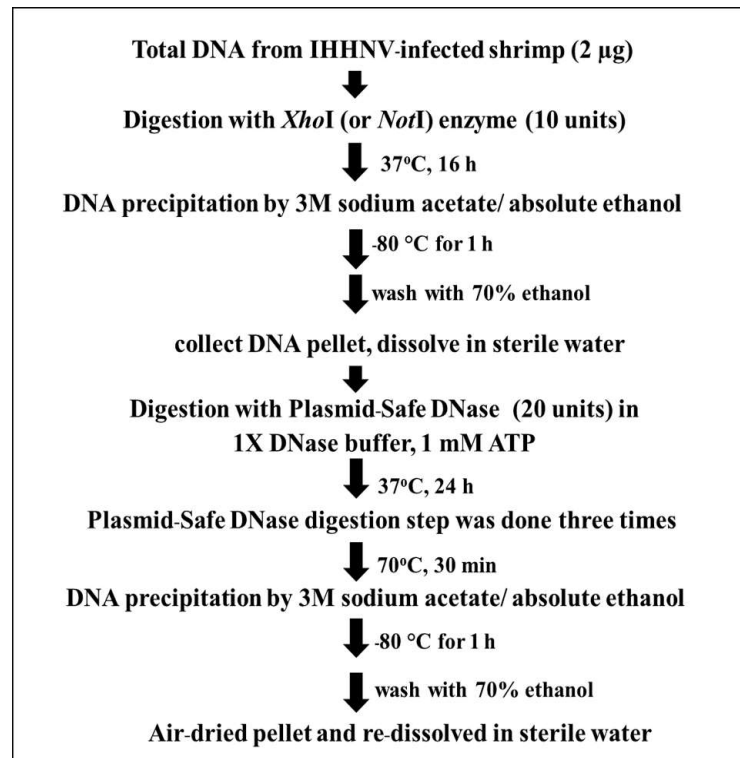 Total DNA from IHHNV-infected shrimp (2 µg)
Digestion with XhoI (or NotI) enzyme (10 units)
37ºC, 16 h
DNA precipitation by 3M sodium acetate/ absolute ethanol
-80 °C for 1 h
wash with 70% ethanol
collect DNA pellet, dissolve in sterile water
Digestion with Plasmid-Safe DNase (20 units) in
1X DNase buffer, 1 mM ATP
37ºC, 24 h
Plasmid-Safe DNase digestion step was done three times
70ºC, 30 min
DNA precipitation by 3M sodium acetate/ absolute ethanol
-80 °C for 1 h
wash with 70% ethanol
Air-dried pellet and re-dissolved in sterile water